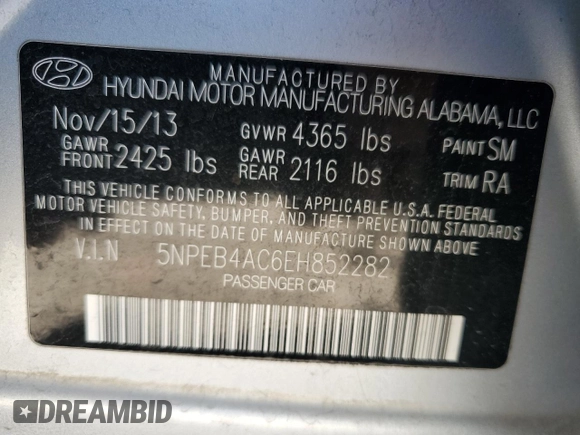 MANUFACTURED BY
HYUNDAI MOTOR MANUFACTURING ALABAMA, LLC
Nov/15/13 GVWR 4365 lbs PAINT SM
GAWR FRONT 2425 lbs GAWR REAR 2116 lbs TRIM RA
THIS VEHICLE CONFORMS TO ALL APPLICABLE U.S.A. FEDERAL
MOTOR VEHICLE SAFETY, BUMPER, AND THEFT PREVENTION STANDARDS
IN EFFECT ON THE DATE OF MANUFACTURE SHOWN ABOVE.
V.I.N 5NPEB4AC6EH852282
PASSENGER CAR
DREAMBID